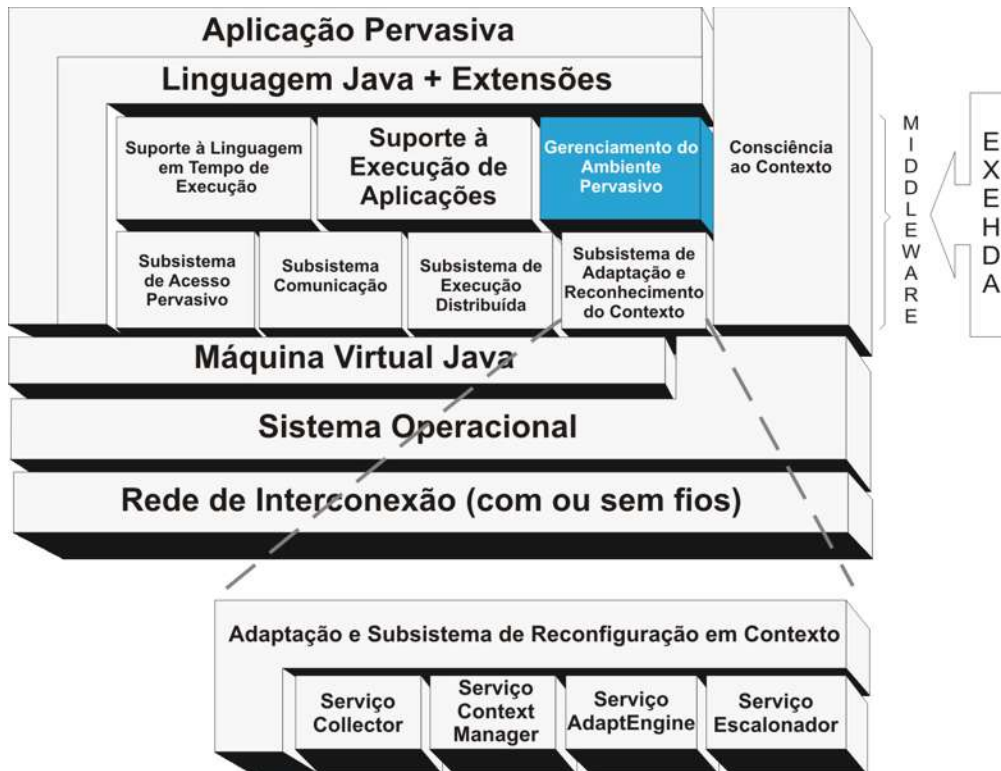 Aplicação Pervasiva
Linguagem Java + Extensões
Suporte à Linguagem
em Tempo de
Execução
Suporte à
Execução de
Aplicações
Gerenciamento do
Ambiente
Pervasivo
Consciência
ao Contexto
MIDDLEWARE
EXEHDA
Subsistema
de Acesso
Pervasivo
Subsistema
Comunicação
Subsistema de
Execução
Distribuída
Subsistema de
Adaptação e
Reconhecimento
do Contexto
Máquina Virtual Java
Sistema Operacional
Rede de Interconexão (com ou sem fios)
Adaptação e Subsistema de Reconfiguração em Contexto
Serviço
Collector
Serviço
Context
Manager
Serviço
AdaptEngine
Serviço
Escalonador